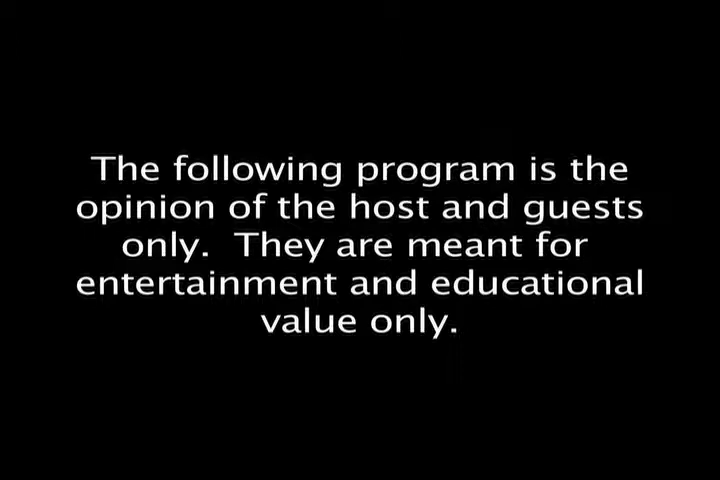 The following program is the
opinion of the host and guests
only.  They are meant for
entertainment and educational
value only.